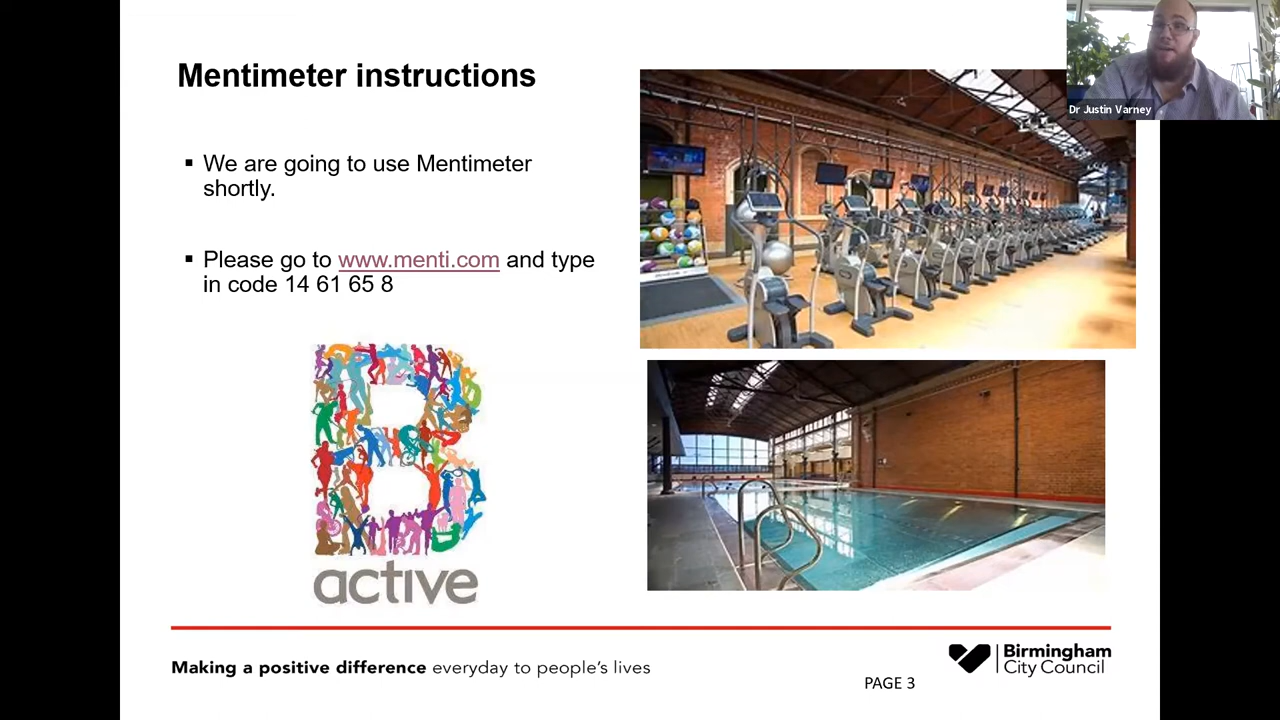 Mentimeter instructions
Dr Justin Varney
▪ We are going to use Mentimeter
shortly.
▪ Please go to www.menti.com and type
in code 14 61 65 8
B
active
Making a positive difference everyday to people's lives
Birmingham
City Council
PAGE 3